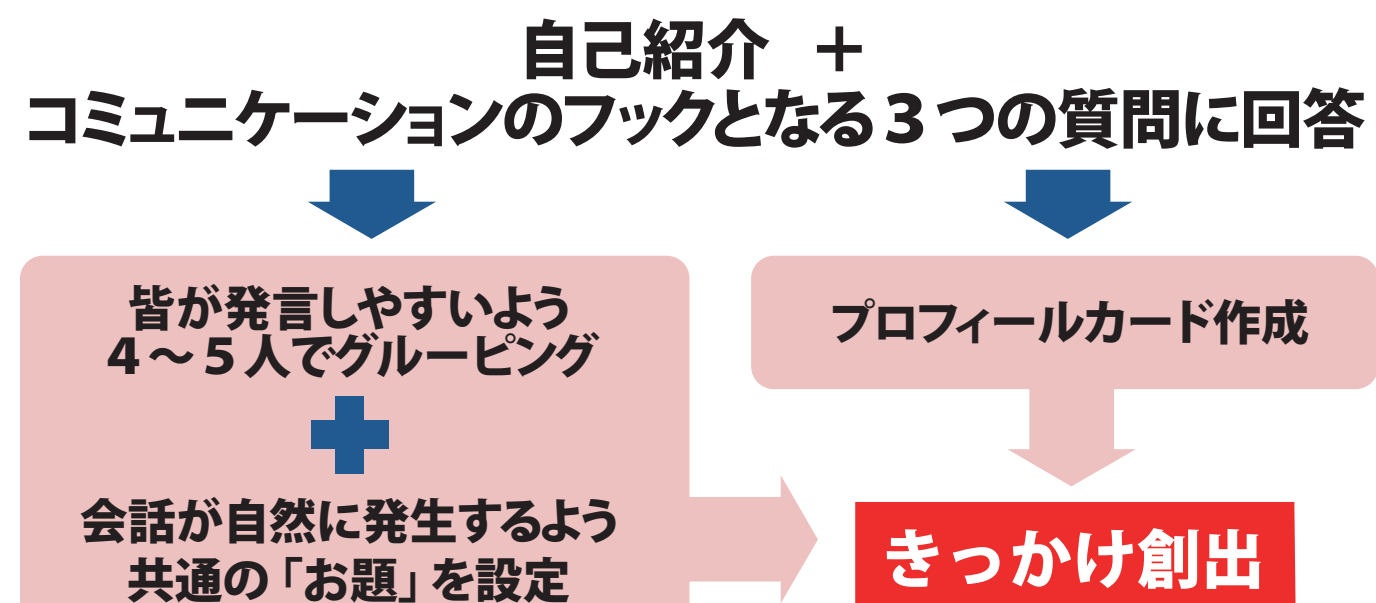 自己紹介 ＋
コミュニケーションのフックとなる３つの質問に回答
皆が発言しやすいよう
４〜５人でグルーピング
会話が自然に発生するよう
共通の「お題」を設定
プロフィールカード作成
きっかけ創出